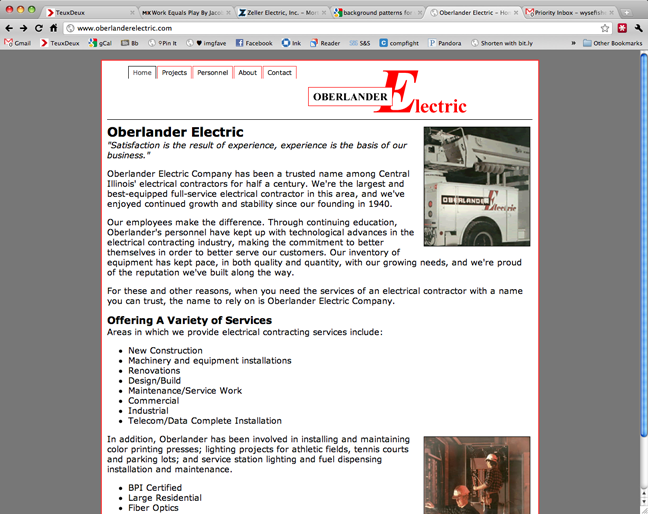 TeuxDeux
MK Work Equals Play By Jaco
Zeller Electric, Inc. – Mor
background patterns for
Oberlander Electric – Ho
Priority Inbox – wysefish
www.oberlanderelectric.com
Gmail
TeuxDeux
gCal
Bb
Ob
Pin It
♥ imgfave
Facebook
Ink
Reader
S&S
compfight
Pandora
Shorten with bit.ly
»
Other Bookmarks
Home
Projects
Personnel
About
Contact
OBERLANDER Electric
Oberlander Electric
"Satisfaction is the result of experience, experience is the basis of our
business."
Oberlander Electric Company has been a trusted name among Central
Illinois' electrical contractors for half a century. We're the largest and
best-equipped full-service electrical contractor in this area, and we've
enjoyed continued growth and stability since our founding in 1940.
OBERLANDER Electric
Our employees make the difference. Through continuing education,
Oberlander's personnel have kept up with technological advances in the
electrical contracting industry, making the commitment to better
themselves in order to better serve our customers. Our inventory of
equipment has kept pace, in both quality and quantity, with our growing needs, and we're proud
of the reputation we've built along the way.
For these and other reasons, when you need the services of an electrical contractor with a name
you can trust, the name to rely on is Oberlander Electric Company.
Offering A Variety of Services
Areas in which we provide electrical contracting services include:
• New Construction
• Machinery and equipment installations
• Renovations
• Design/Build
• Maintenance/Service Work
• Commercial
• Industrial
• Telecom/Data Complete Installation
In addition, Oberlander has been involved in installing and maintaining
color printing presses; lighting projects for athletic fields, tennis courts
and parking lots; and service station lighting and fuel dispensing
installation and maintenance.
• BPI Certified
• Large Residential
• Fiber Optics